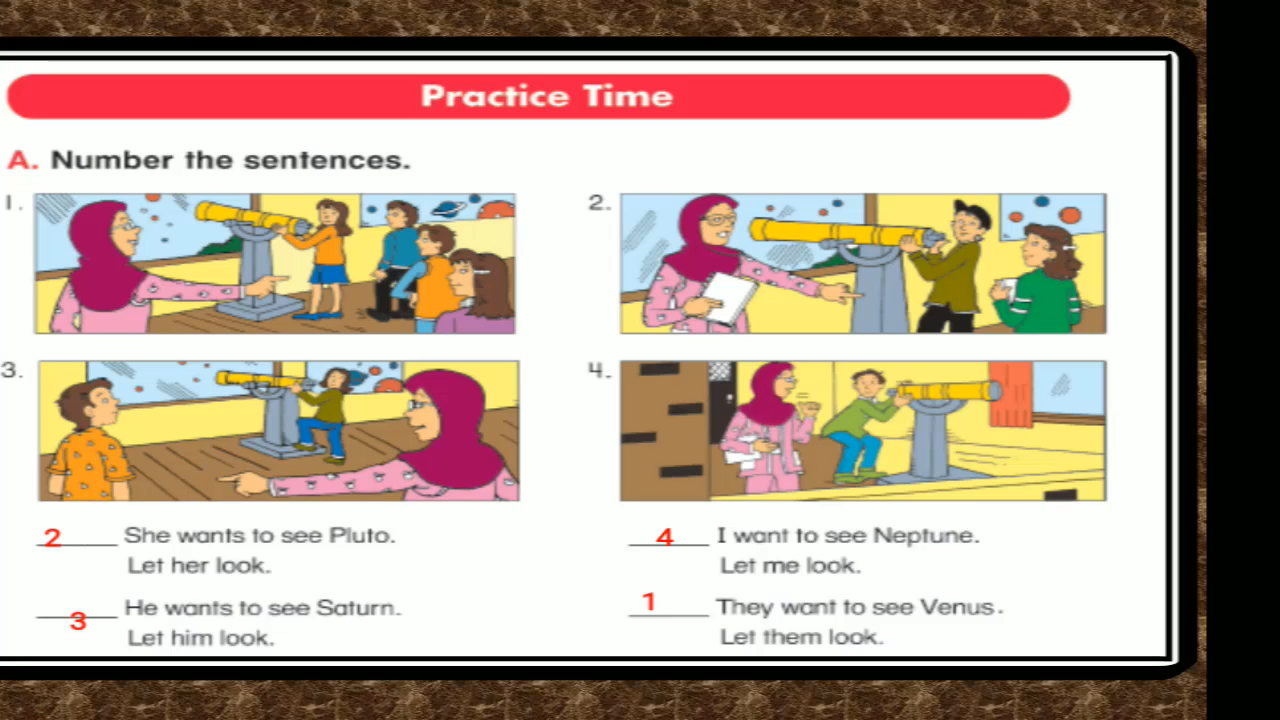 Practice Time
A. Number the sentences.
1.
2.
3.
4.
2 She wants to see Pluto.
Let her look.
3 He wants to see Saturn.
Let him look.
4 I want to see Neptune.
Let me look.
1 They want to see Venus.
Let them look.